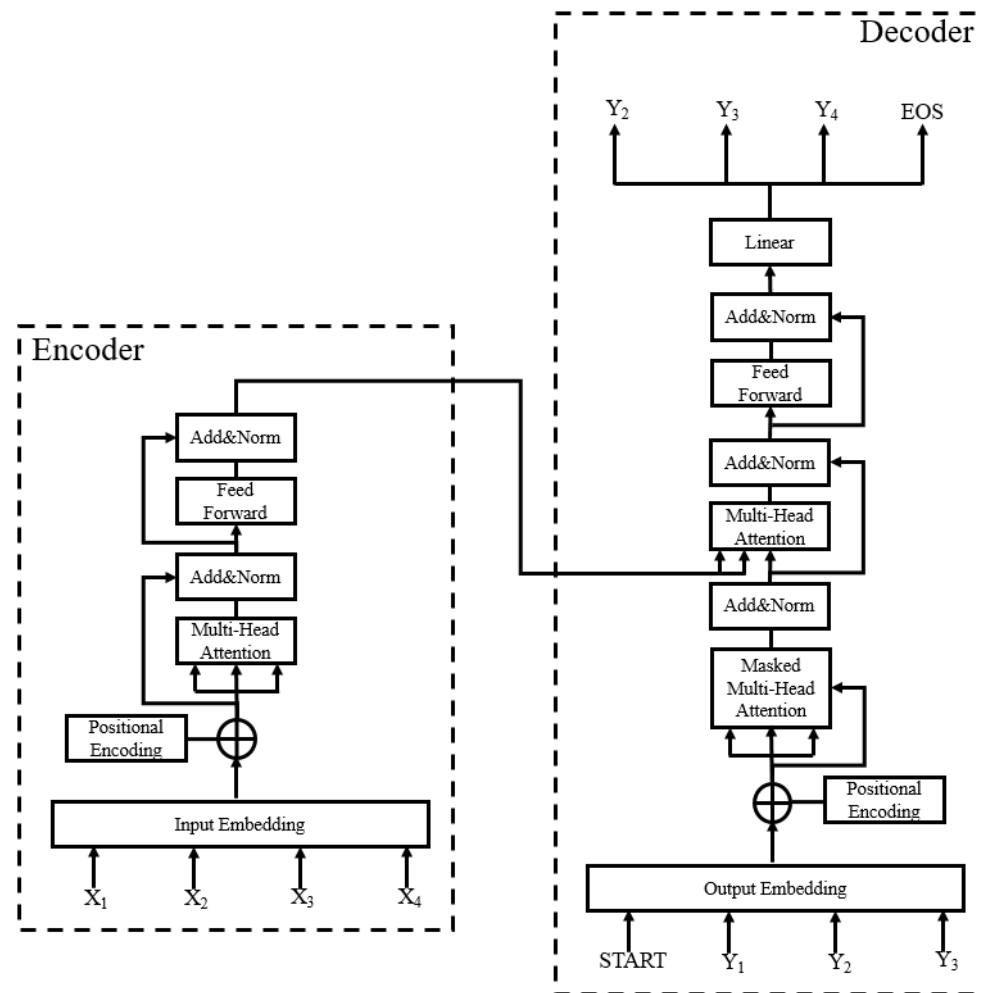 Decoder
Y₂ Y₃ Y₄ EOS
Linear
Add&Norm
Feed
Forward
Add&Norm
Multi-Head
Attention
Add&Norm
Masked
Multi-Head
Attention
Positional
Encoding
Output Embedding
START Y₁ Y₂ Y₃
Encoder
Add&Norm
Feed
Forward
Add&Norm
Multi-Head
Attention
Positional
Encoding
Input Embedding
X₁ X₂ X₃ X₄